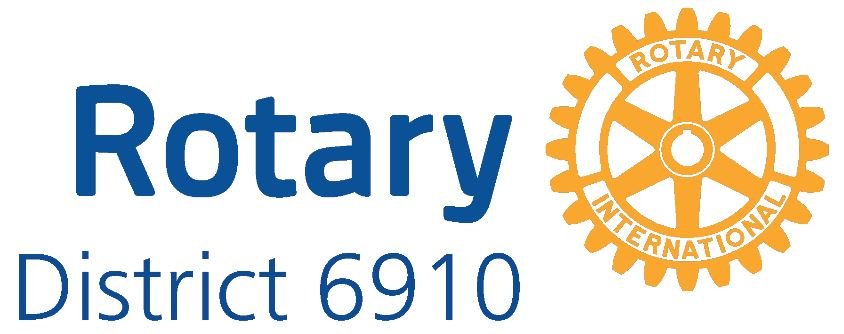 Rotary
District 6910
ROTARY
INTERNATIONAL